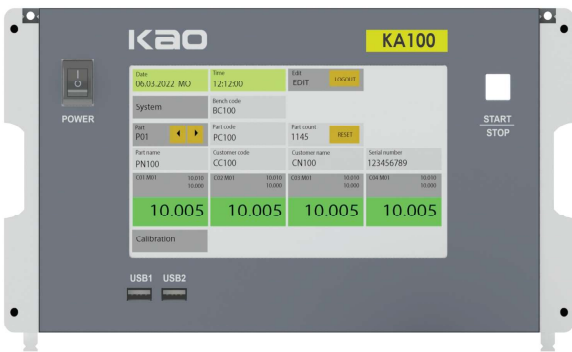 kao
KA100
I
O
POWER
START
STOP
Date
06.03.2022 MO
Time
12:12:00
Edit
EDIT
LOGOUT
System
Bench code
BC100
Part
P01
Part code
PC100
Part count
1145
RESET
Part name
PN100
Customer code
CC100
Customer name
CN100
Serial number
123456789
C01 M01 10.010
10.000
10.005
C02 M01 10.010
10.000
10.005
C03 M01 10.010
10.000
10.005
C04 M01 10.010
10.000
10.005
Calibration
USB1 USB2